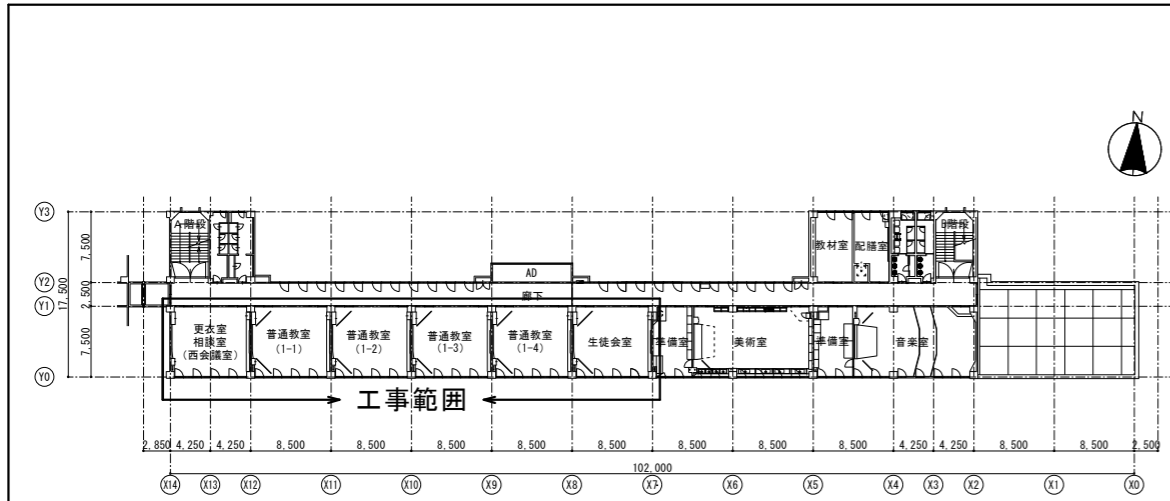 N
Y3
A階段
B階段
7,500
教材室
配膳室
AD
Y2
2,500
17,500
廊下
Y1
7,500
更衣室
相談室
(西会議室)
普通教室
(1-1)
普通教室
(1-2)
普通教室
(1-3)
普通教室
(1-4)
生徒会室
準備室
美術室
準備室
音楽室
Y0
工事範囲
2,850 4,250 4,250 8,500 8,500 8,500 8,500 8,500 8,500 8,500 8,500 4,250 4,250 8,500 8,500 2,500
102,000
X14 X13 X12 X11 X10 X9 X8 X7 X6 X5 X4 X3 X2 X1 X0